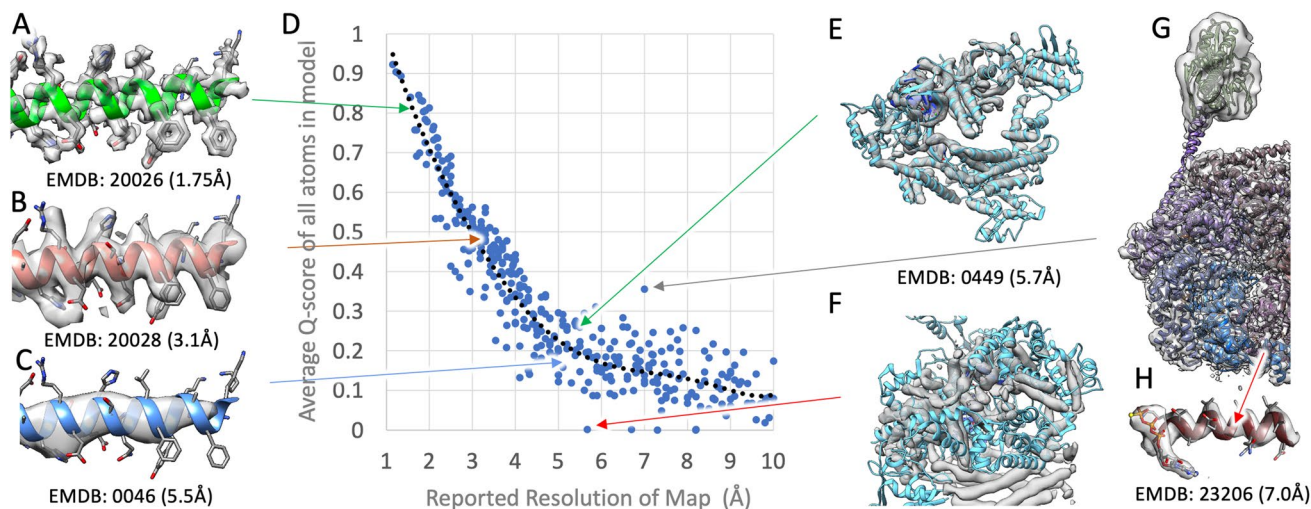 A
EMDB: 20026 (1.75Å)
B
EMDB: 20028 (3.1Å)
C
EMDB: 0046 (5.5Å)
D
Average Q-score of all atoms in model
1
0.9
0.8
0.7
0.6
0.5
0.4
0.3
0.2
0.1
0
1 2 3 4 5 6 7 8 9 10
Reported Resolution of Map (Å)
E
EMDB: 0449 (5.7Å)
F
G
H
EMDB: 23206 (7.0Å)